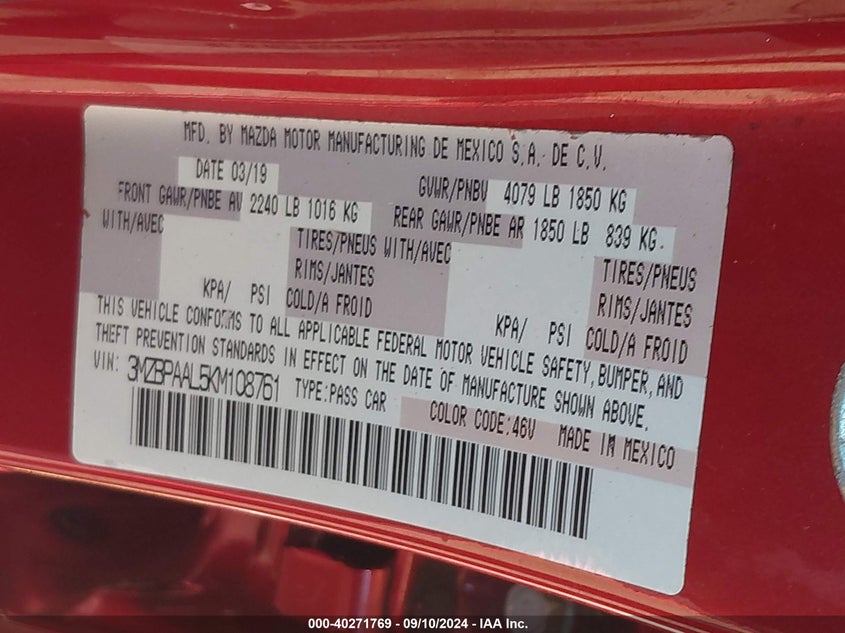 MFD. BY MAZDA MOTOR MANUFACTURING DE MEXICO S.A. DE C.V.
DATE 03/19 GVWR/PNBV 4079 LB 1850 KG
FRONT GAWR/PNBE AV 2240 LB 1016 KG REAR GAWR/PNBE AR 1850 LB 839 KG
WITH/AVEC TIRES/PNEUS WITH/AVEC TIRES/PNEUS
RIMS/JANTES RIMS/JANTES
KPA/ PSI COLD/A FROID KPA/ PSI COLD/A FROID
THIS VEHICLE CONFORMS TO ALL APPLICABLE FEDERAL MOTOR VEHICLE SAFETY, BUMPER, AND
THEFT PREVENTION STANDARDS IN EFFECT ON THE DATE OF MANUFACTURE SHOWN ABOVE.
VIN: 3MZBPAAL5KM108761 TYPE:PASS CAR COLOR CODE:46V MADE IN MEXICO
000-40271769 — 09/10/2024 — IAA Inc.